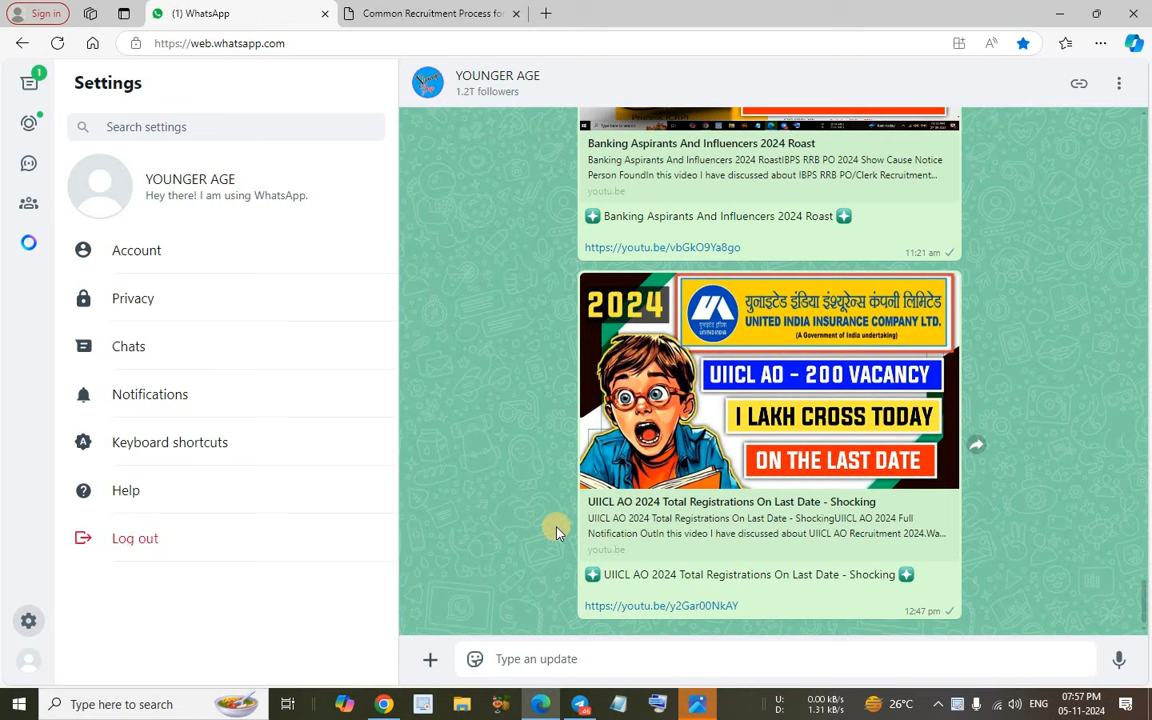 Sign in
(1) WhatsApp
Common Recruitment Process for
https://web.whatsapp.com
1
Settings
Search settings
YOUNGER AGE
Hey there! I am using WhatsApp.
Account
Privacy
Chats
Notifications
Keyboard shortcuts
Help
Log out
YOUNGER AGE
1.2T followers
Banking Aspirants And Influencers 2024 Roast
Banking Aspirants And Influencers 2024 RoastIBPS RRB PO 2024 Show Cause Notice
Person FoundIn this video I have discussed about IBPS RRB PO/Clerk Recruitment...
youtu.be
Banking Aspirants And Influencers 2024 Roast
https://youtu.be/vbGkO9Ya8go
11:21 am
2024
यूनाइटेड इंडिया इंश्यूरेन्स कंपनी लिमिटेड
UNITED INDIA INSURANCE COMPANY LTD.
(A Government of India undertaking)
UIICL AO - 200 VACANCY
1 LAKH CROSS TODAY
ON THE LAST DATE
UIICL AO 2024 Total Registrations On Last Date - Shocking
UIICL AO 2024 Total Registrations On Last Date - ShockingUIICL AO 2024 Full
Notification OutIn this video I have discussed about UIICL AO Recruitment 2024.Wa...
youtu.be
UIICL AO 2024 Total Registrations On Last Date - Shocking
https://youtu.be/y2Gar00NkAY
12:47 pm
Type an update
Type here to search
U: 0.00 kB/s
D: 1.31 kB/s
26°C
ENG
07:57 PM
05-11-2024